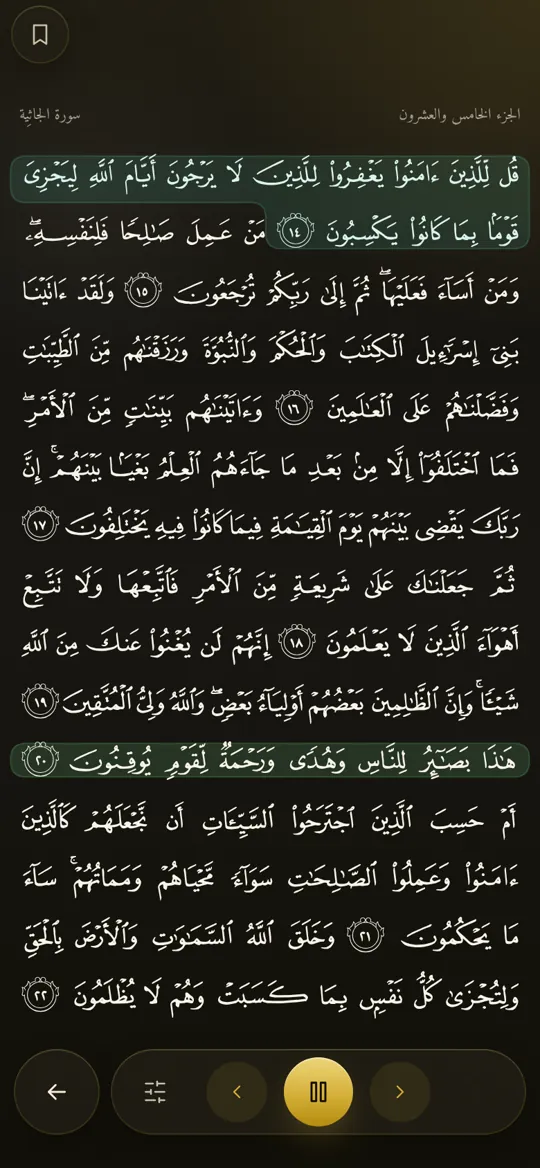 الجزء الخامس والعشرون
سورة الجاثية
قُل لِّلَّذِينَ ءَامَنُوا۟ يَغْفِرُوا۟ لِلَّذِينَ لَا يَرْجُونَ أَيَّامَ ٱللَّهِ لِيَجْزِىَ
قَوْمًۢا بِمَا كَانُوا۟ يَكْسِبُونَ ١٤ مَنْ عَمِلَ صَـٰلِحًا فَلِنَفْسِهِۦ ۖ
وَمَنْ أَسَآءَ فَعَلَيْهَا ۖ ثُمَّ إِلَىٰ رَبِّكُمْ تُرْجَعُونَ ١٥ وَلَقَدْ ءَاتَيْنَا
بَنِىٓ إِسْرَٰٓءِيلَ ٱلْكِتَـٰبَ وَٱلْحُكْمَ وَٱلنُّبُوَّةَ وَرَزَقْنَـٰهُم مِّنَ ٱلطَّيِّبَـٰتِ
وَفَضَّلْنَـٰهُمْ عَلَى ٱلْعَـٰلَمِينَ ١٦ وَءَاتَيْنَـٰهُم بَيِّنَـٰتٍ مِّنَ ٱلْأَمْرِ ۖ
فَمَا ٱخْتَلَفُوٓا۟ إِلَّا مِنۢ بَعْدِ مَا جَآءَهُمُ ٱلْعِلْمُ بَغْيًۢا بَيْنَهُمْ ۚ إِنَّ
رَبَّكَ يَقْضِى بَيْنَهُمْ يَوْمَ ٱلْقِيَـٰمَةِ فِيمَا كَانُوا۟ فِيهِ يَخْتَلِفُونَ ١٧
ثُمَّ جَعَلْنَـٰكَ عَلَىٰ شَرِيعَةٍ مِّنَ ٱلْأَمْرِ فَٱتَّبِعْهَا وَلَا تَتَّبِعْ
أَهْوَآءَ ٱلَّذِينَ لَا يَعْلَمُونَ ١٨ إِنَّهُمْ لَن يُغْنُوا۟ عَنكَ مِنَ ٱللَّهِ
شَيْـًٔا ۚ وَإِنَّ ٱلظَّـٰلِمِينَ بَعْضُهُمْ أَوْلِيَآءُ بَعْضٍ ۖ وَٱللَّهُ وَلِىُّ ٱلْمُتَّقِينَ ١٩
هَـٰذَا بَصَـٰٓئِرُ لِلنَّاسِ وَهُدًى وَرَحْمَةٌ لِّقَوْمٍ يُوقِنُونَ ٢٠
أَمْ حَسِبَ ٱلَّذِينَ ٱجْتَرَحُوا۟ ٱلسَّيِّـَٔاتِ أَن نَّجْعَلَهُمْ كَٱلَّذِينَ
ءَامَنُوا۟ وَعَمِلُوا۟ ٱلصَّـٰلِحَـٰتِ سَوَآءً مَّحْيَاهُمْ وَمَمَاتُهُمْ ۚ سَآءَ
مَا يَحْكُمُونَ ٢١ وَخَلَقَ ٱللَّهُ ٱلسَّمَـٰوَٰتِ وَٱلْأَرْضَ بِٱلْحَقِّ
وَلِتُجْزَىٰ كُلُّ نَفْسٍۭ بِمَا كَسَبَتْ وَهُمْ لَا يُظْلَمُونَ ٢٢